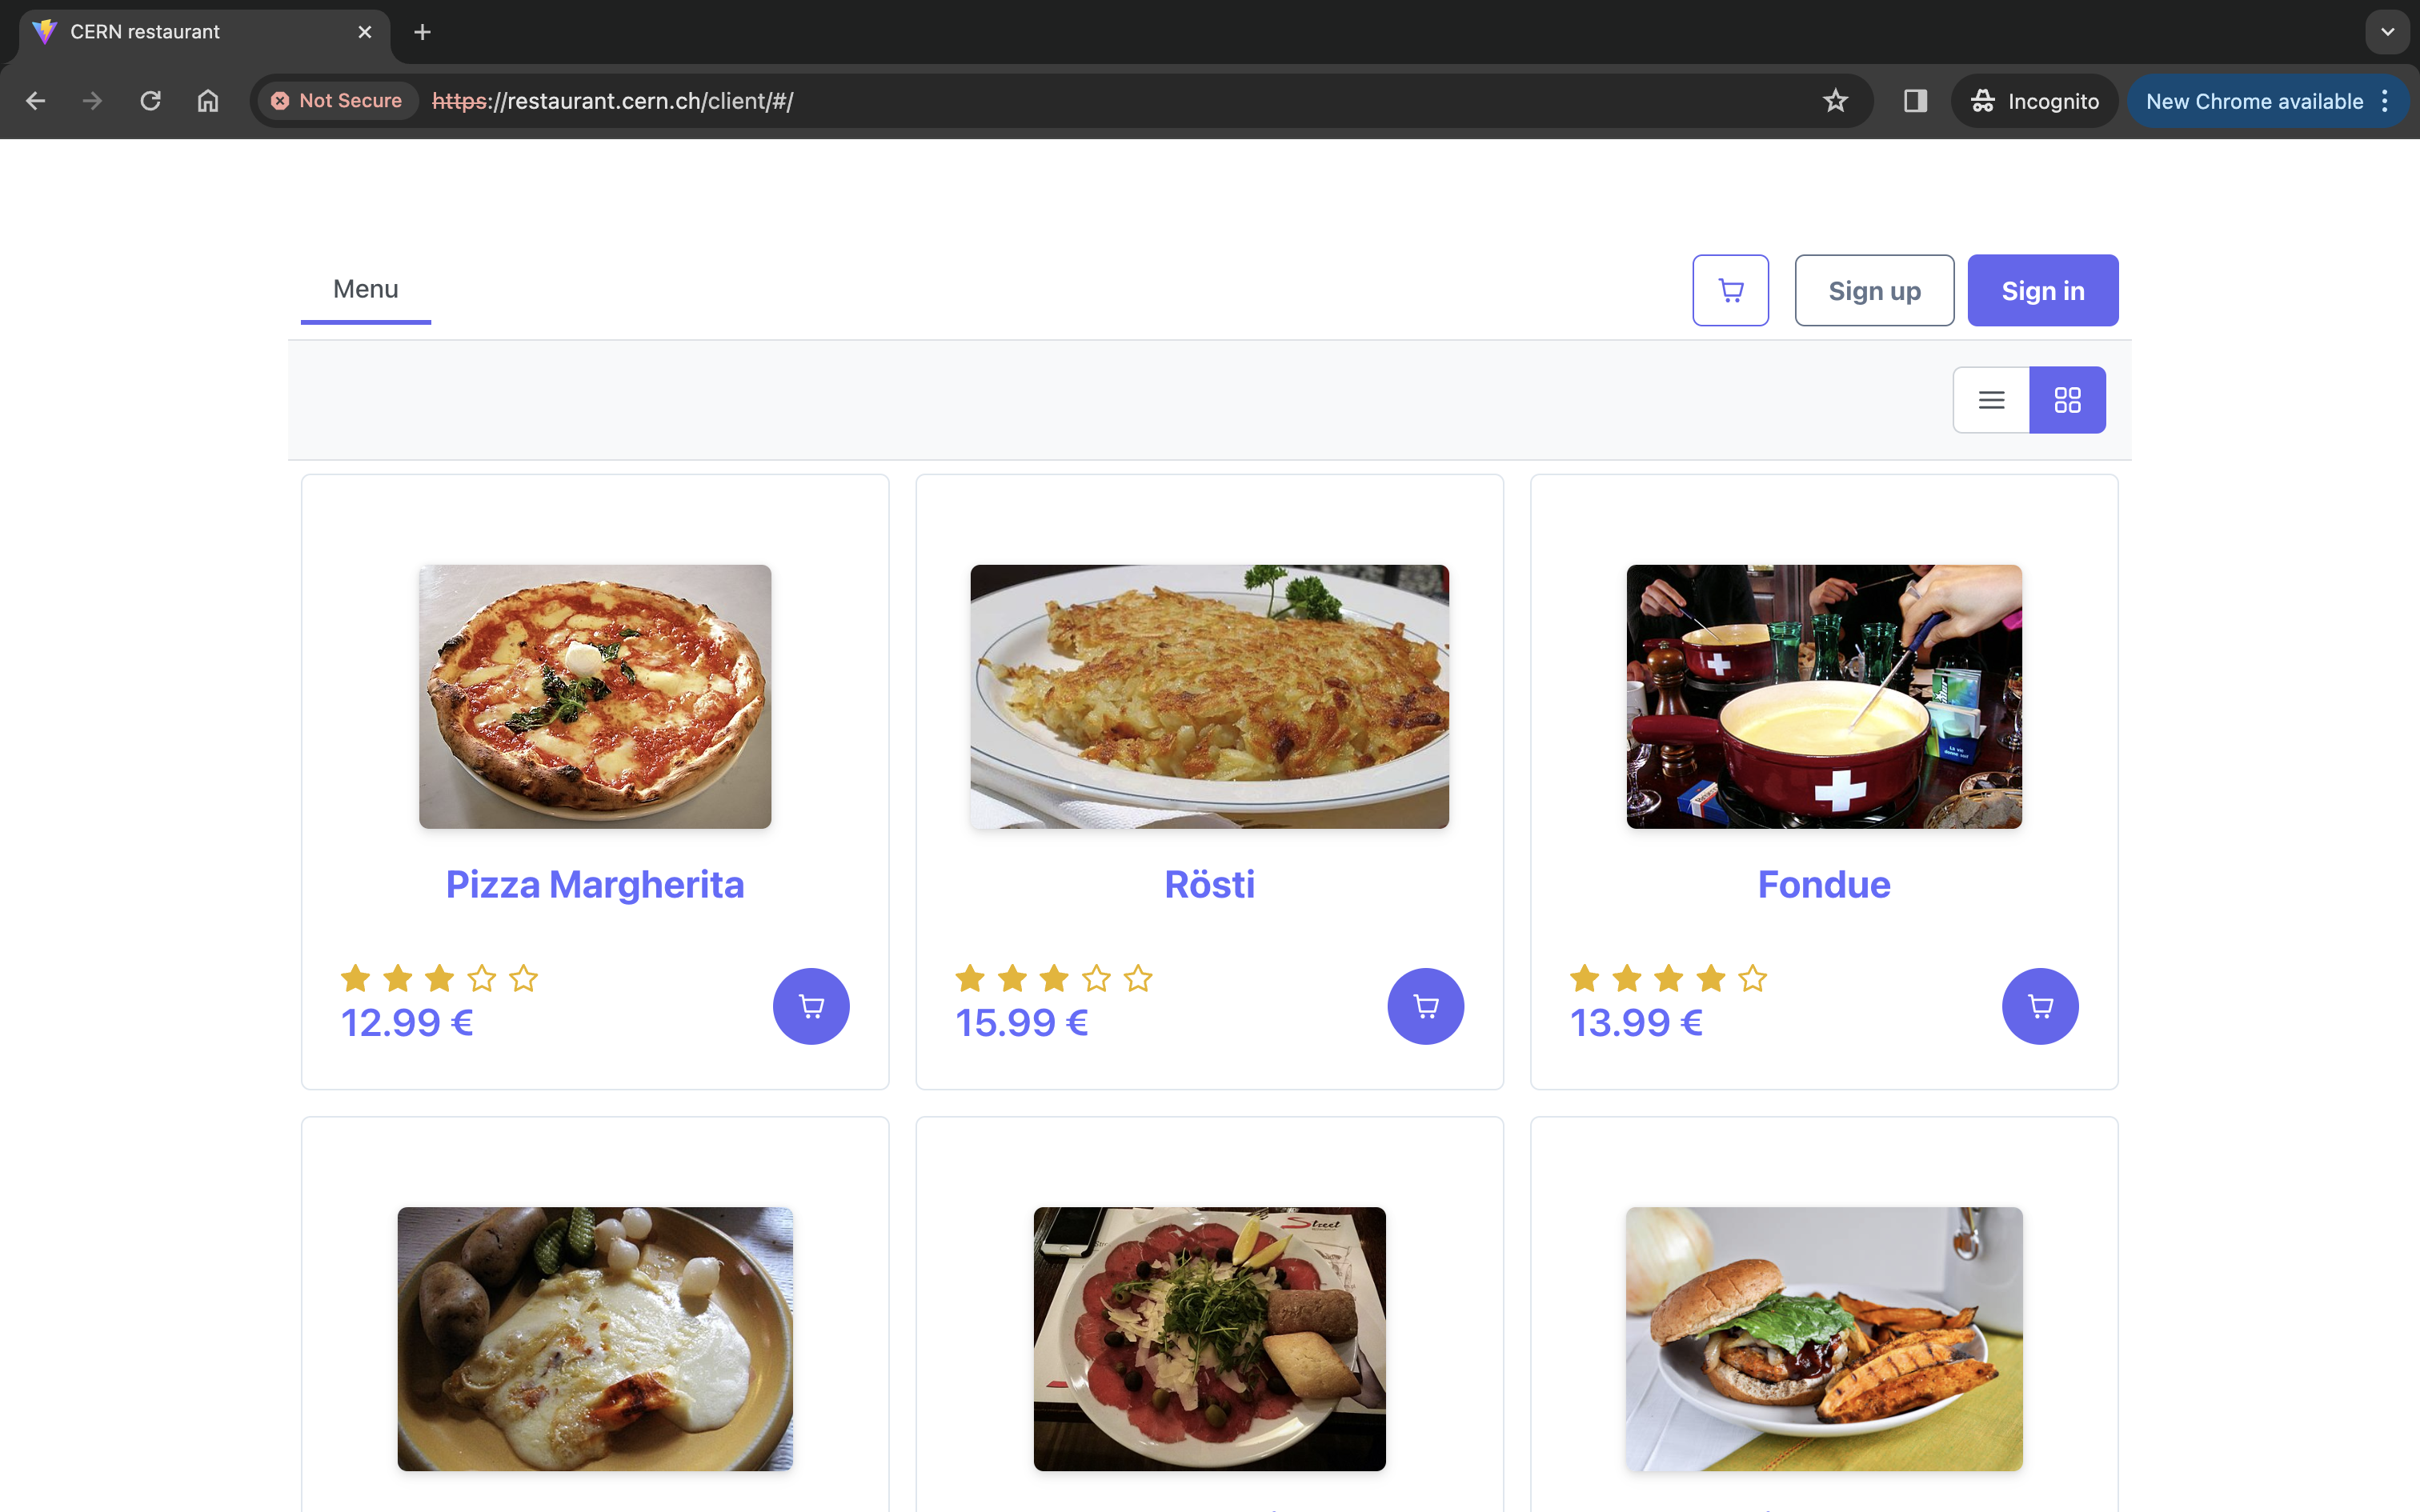 CERN restaurant
Not Secure https://restaurant.cern.ch/client/#/ Incognito New Chrome available
Menu Sign up Sign in
Pizza Margherita Rösti Fondue
12.99 € 15.99 € 13.99 €
Street